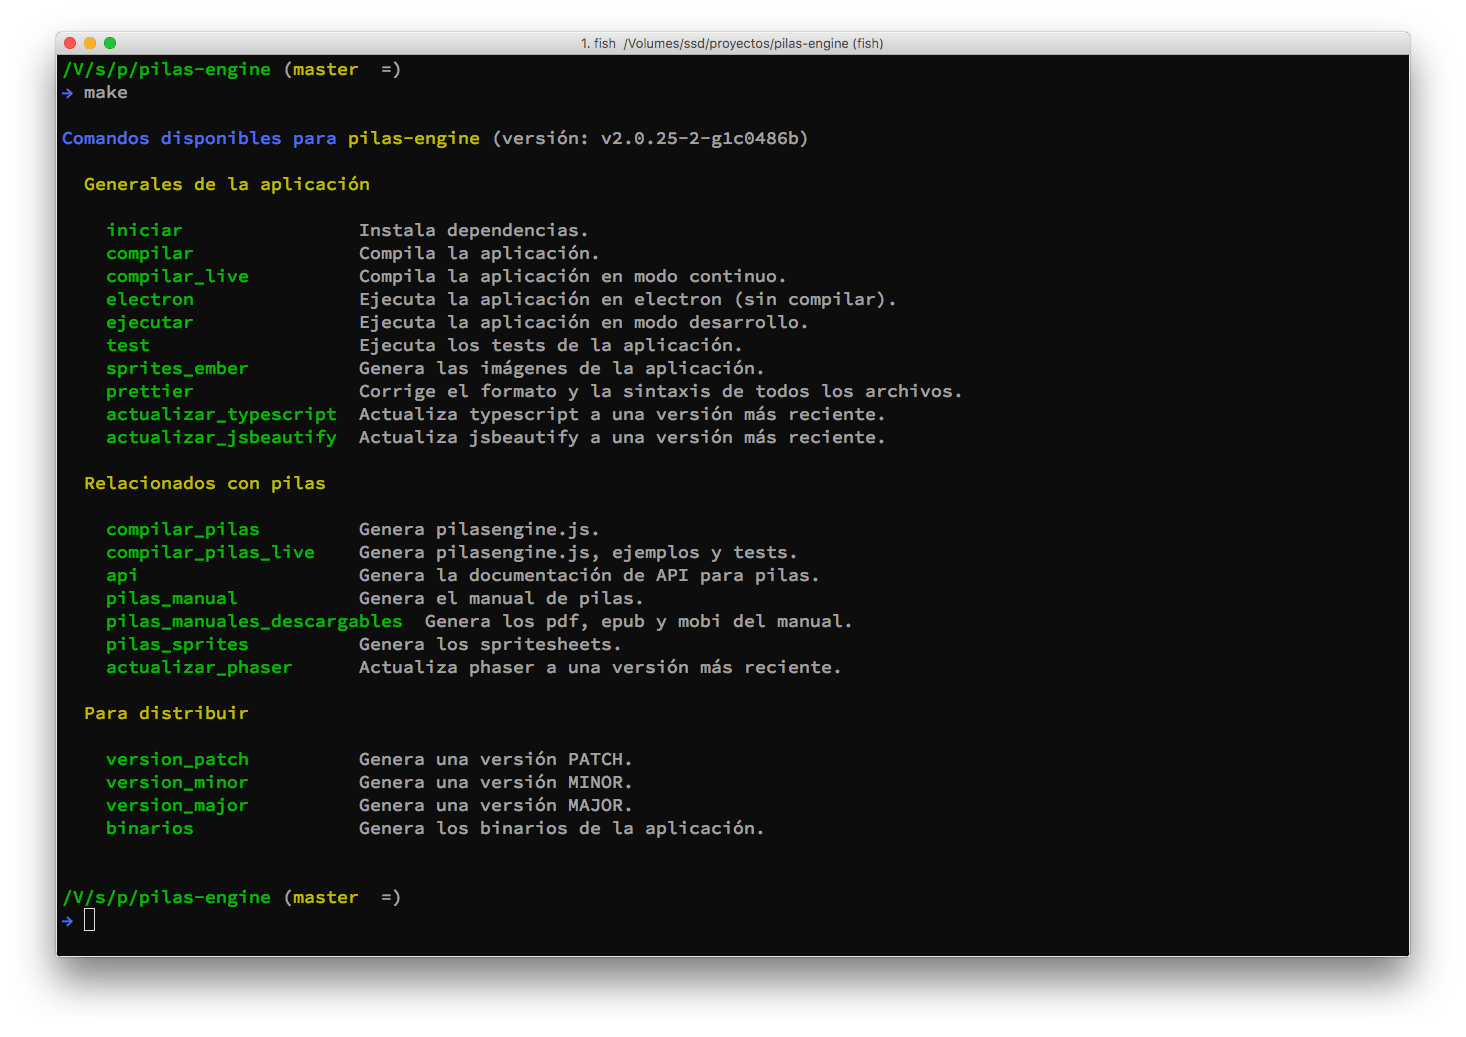 1. fish  /Volumes/ssd/proyectos/pilas-engine (fish)
/V/s/p/pilas-engine (master  =)
→ make
Comandos disponibles para pilas-engine (versión: v2.0.25-2-g1c0486b)
Generales de la aplicación
iniciar Instala dependencias.
compilar Compila la aplicación.
compilar_live Compila la aplicación en modo continuo.
electron Ejecuta la aplicación en electron (sin compilar).
ejecutar Ejecuta la aplicación en modo desarrollo.
test Ejecuta los tests de la aplicación.
sprites_ember Genera las imágenes de la aplicación.
prettier Corrige el formato y la sintaxis de todos los archivos.
actualizar_typescript Actualiza typescript a una versión más reciente.
actualizar_jsbeautify Actualiza jsbeautify a una versión más reciente.
Relacionados con pilas
compilar_pilas Genera pilasengine.js.
compilar_pilas_live Genera pilasengine.js, ejemplos y tests.
api Genera la documentación de API para pilas.
pilas_manual Genera el manual de pilas.
pilas_manuales_descargables Genera los pdf, epub y mobi del manual.
pilas_sprites Genera los spritesheets.
actualizar_phaser Actualiza phaser a una versión más reciente.
Para distribuir
version_patch Genera una versión PATCH.
version_minor Genera una versión MINOR.
version_major Genera una versión MAJOR.
binarios Genera los binarios de la aplicación.
/V/s/p/pilas-engine (master  =)
→